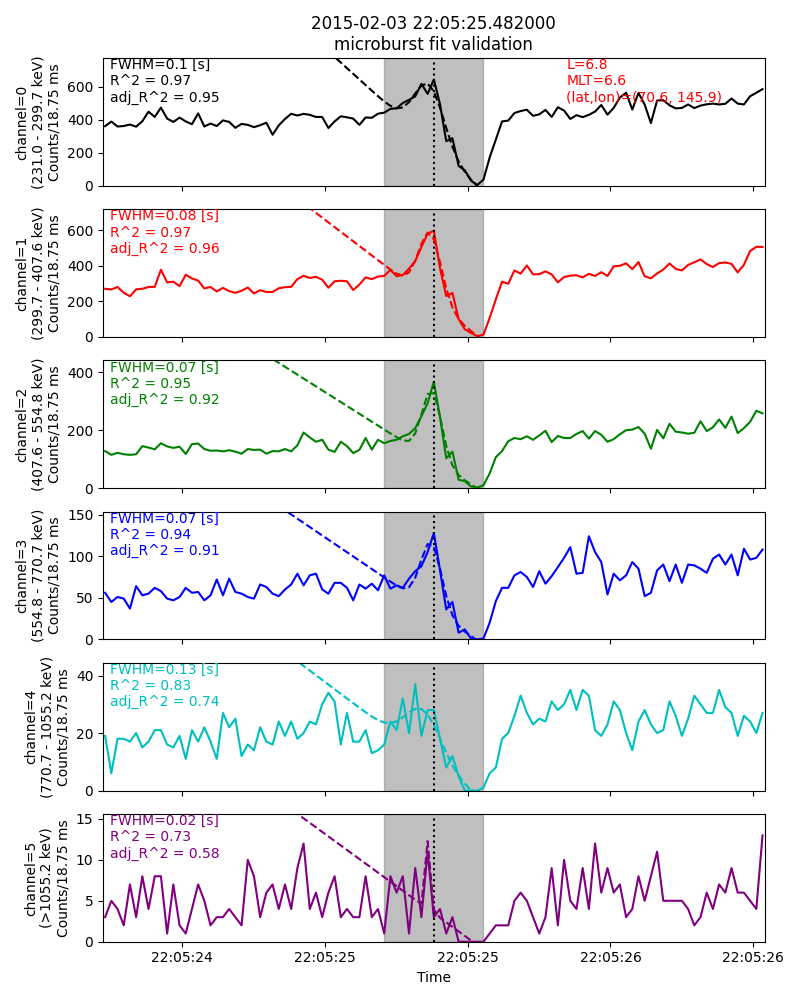 2015-02-03 22:05:25.482000
microburst fit validation
channel=0
(231.0 - 299.7 keV)
Counts/18.75 ms
600
400
200
0
FWHM=0.1 [s]
R^2 = 0.97
adj_R^2 = 0.95
L=6.8
MLT=6.6
(lat,lon)=(70.6, 145.9)
channel=1
(299.7 - 407.6 keV)
Counts/18.75 ms
600
400
200
0
FWHM=0.08 [s]
R^2 = 0.97
adj_R^2 = 0.96
channel=2
(407.6 - 554.8 keV)
Counts/18.75 ms
400
200
0
FWHM=0.07 [s]
R^2 = 0.95
adj_R^2 = 0.92
channel=3
(554.8 - 770.7 keV)
Counts/18.75 ms
150
100
50
0
FWHM=0.07 [s]
R^2 = 0.94
adj_R^2 = 0.91
channel=4
(770.7 - 1055.2 keV)
Counts/18.75 ms
40
20
0
FWHM=0.13 [s]
R^2 = 0.83
adj_R^2 = 0.74
channel=5
(>1055.2 keV)
Counts/18.75 ms
15
10
5
0
FWHM=0.02 [s]
R^2 = 0.73
adj_R^2 = 0.58
22:05:24 22:05:25 22:05:25 22:05:26 22:05:26
Time